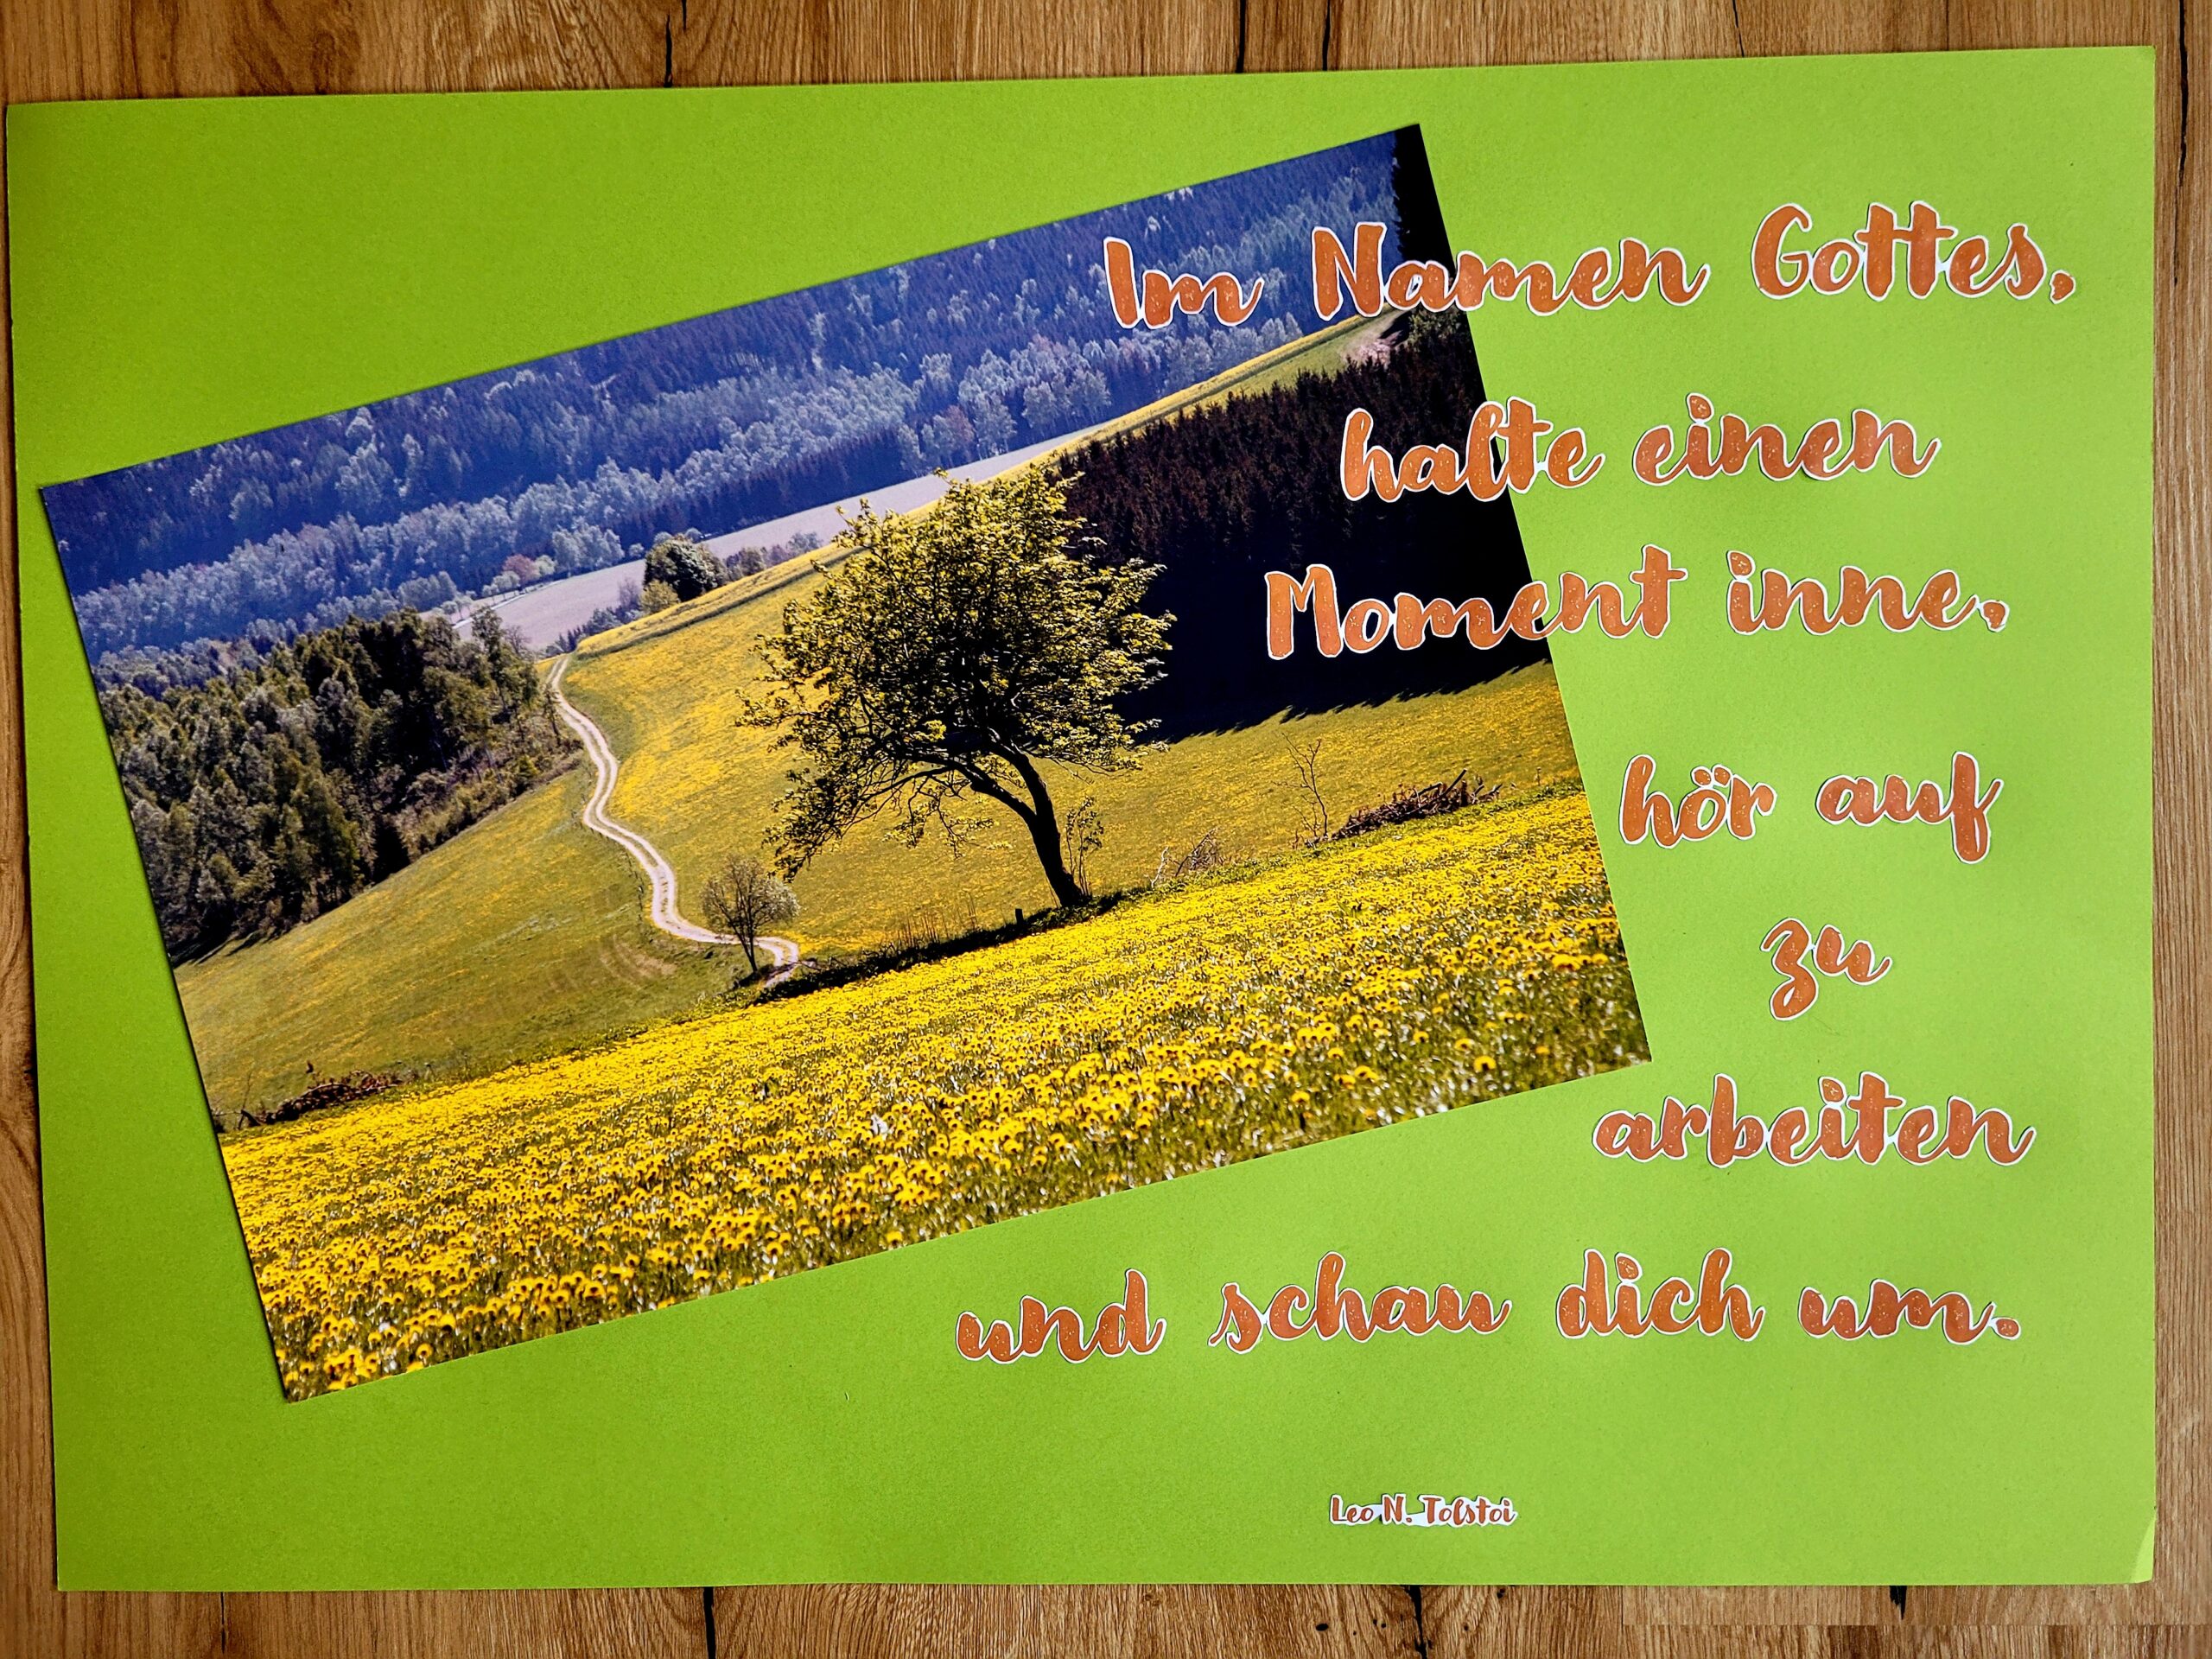 Im Namen Gottes,
halte einen
Moment inne,
hör auf
zu
arbeiten
und schau dich um.
Leo N. Tolstoi